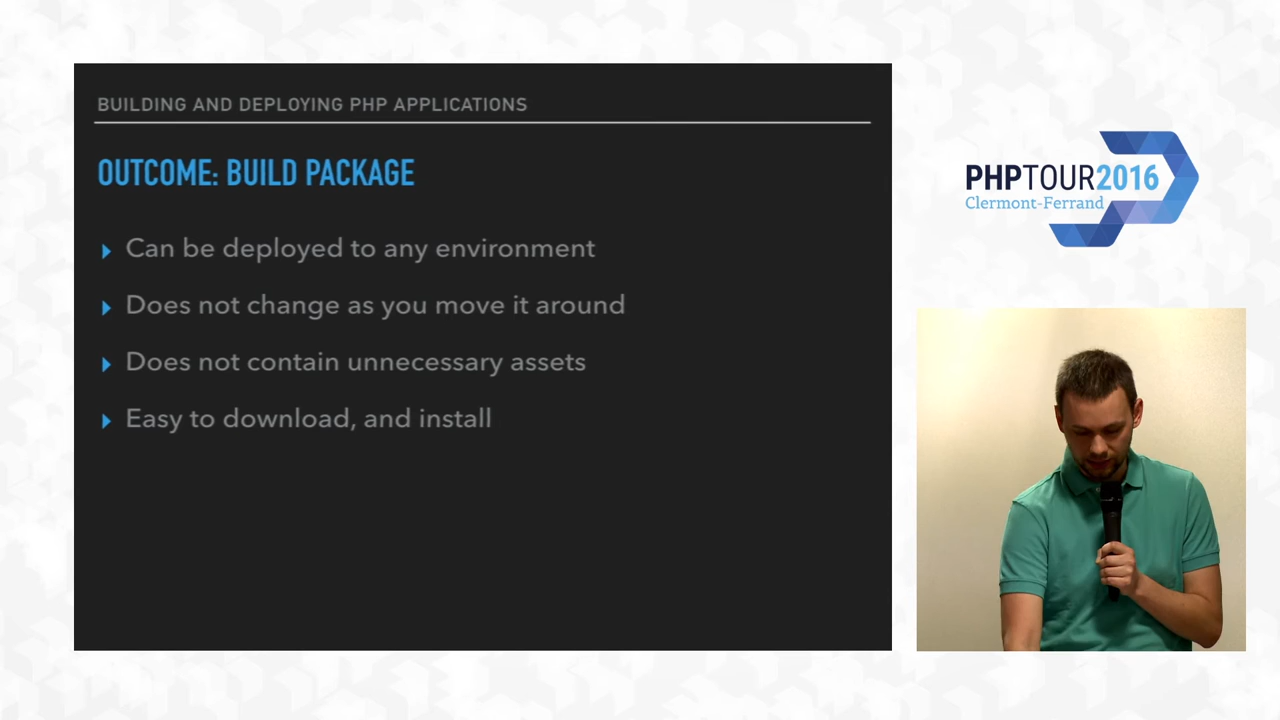 BUILDING AND DEPLOYING PHP APPLICATIONS
OUTCOME: BUILD PACKAGE
Can be deployed to any environment
Does not change as you move it around
Does not contain unnecessary assets
Easy to download, and install
PHPTOUR2016
Clermont-Ferrand